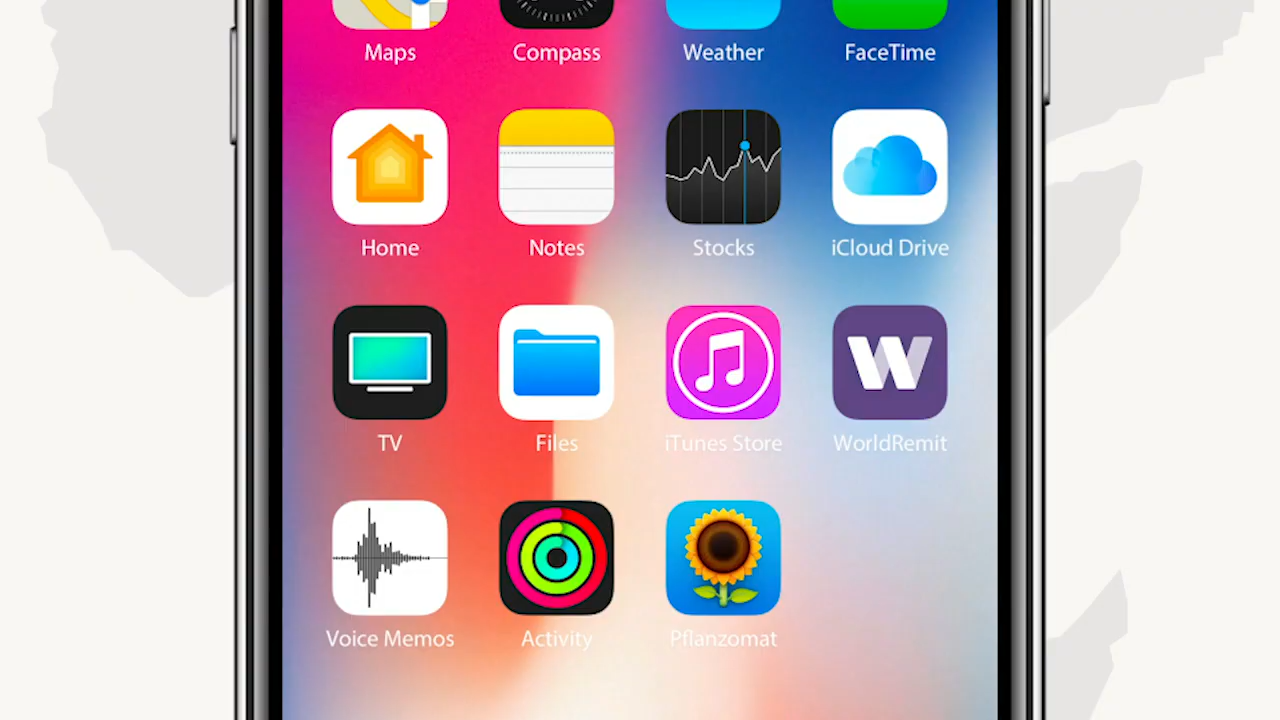 Maps Compass Weather FaceTime
Home Notes Stocks iCloud Drive
W
TV Files iTunes Store WorldRemit
Voice Memos Activity Pflanzomat